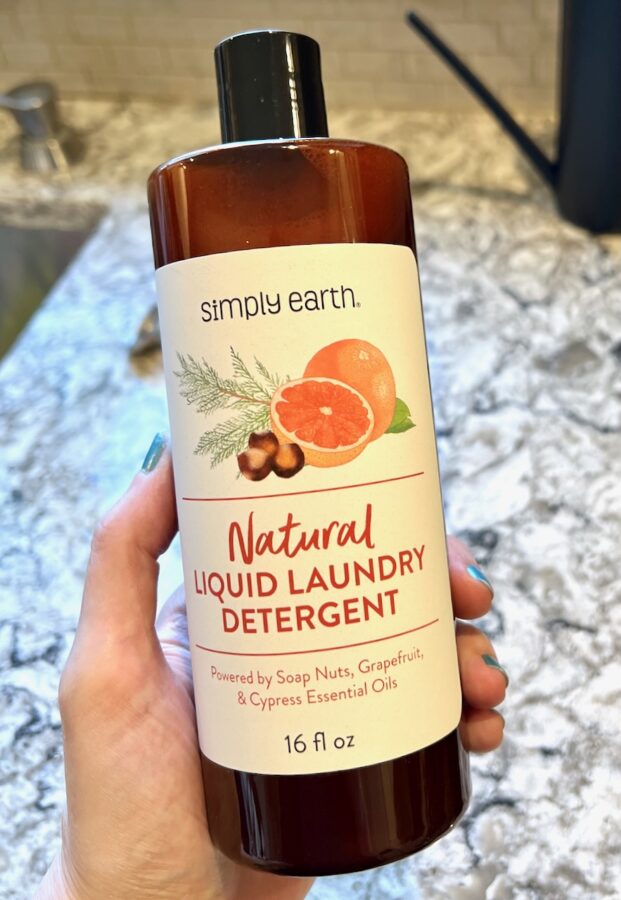 simply earth®
Natural
LIQUID LAUNDRY
DETERGENT
Powered by Soap Nuts, Grapefruit,
& Cypress Essential Oils
16 fl oz